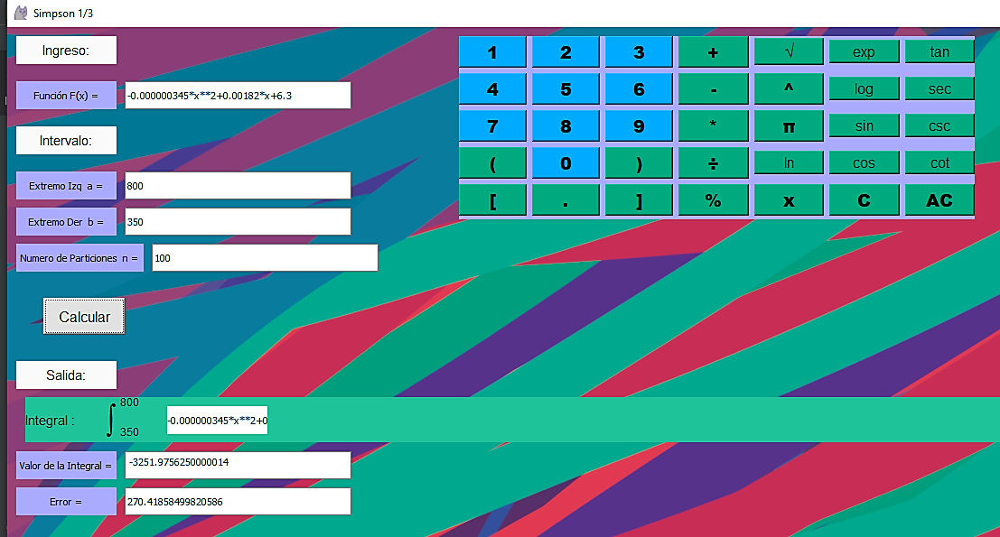 Simpson 1/3
Ingreso:
Función F(x) = -0.000000345*x**2+0.00182*x+6.3
Intervalo:
Extremo Izq a = 800
Extremo Der b = 350
Numero de Particiones n = 100
Calcular
1 2 3 + √ exp tan
4 5 6 - ^ log sec
7 8 9 * π sin csc
( 0 ) ÷ ln cos cot
[ . ] % x C AC
Salida:
800
Integral : ∫ -0.000000345*x**2+0
350
Valor de la Integral = -3251.9756250000014
Error = 270.41858499820586